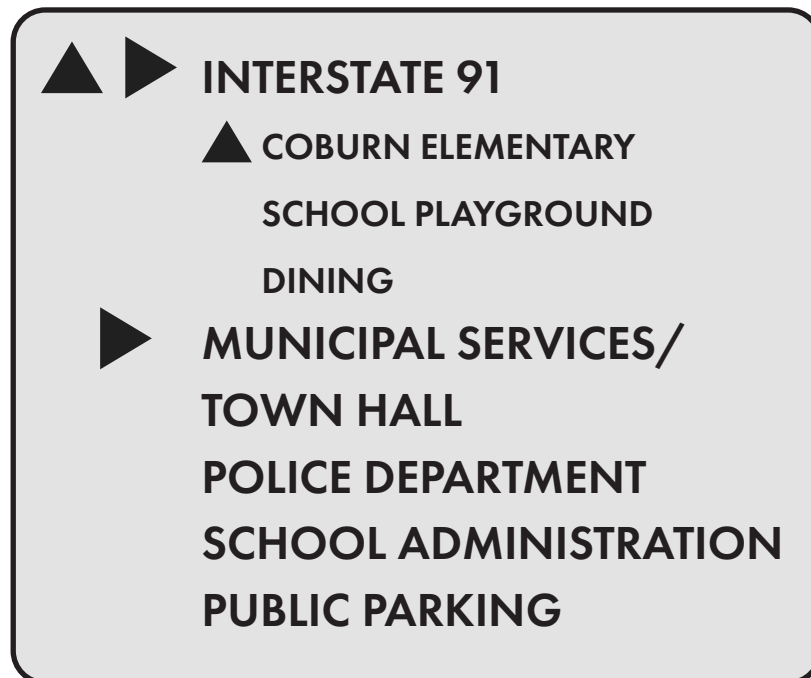 INTERSTATE 91
COBURN ELEMENTARY
SCHOOL PLAYGROUND
DINING
MUNICIPAL SERVICES/
TOWN HALL
POLICE DEPARTMENT
SCHOOL ADMINISTRATION
PUBLIC PARKING